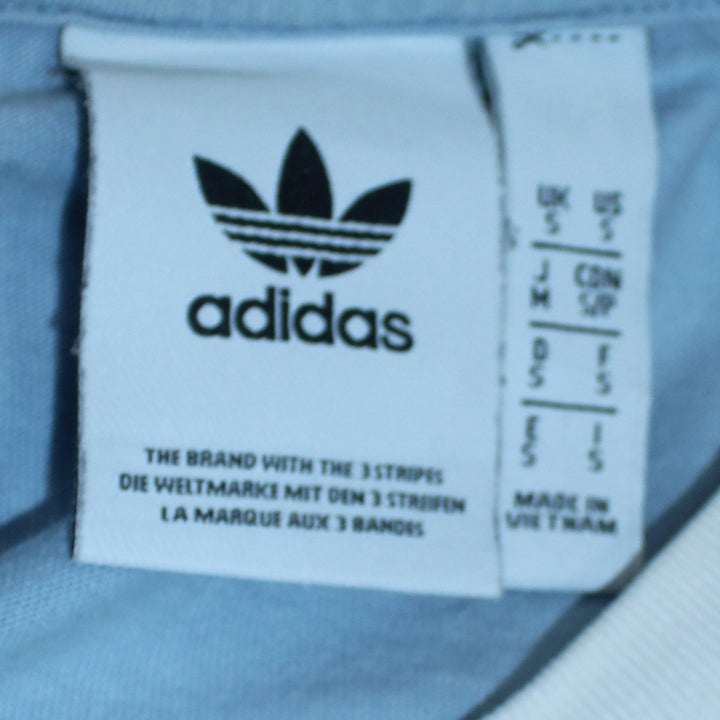 adidas
THE BRAND WITH THE 3 STRIPES
DIE WELTMARKE MIT DEN 3 STREIFEN
LA MARQUE AUX 3 BANDES
UK US
S S
J CDN
M S/P
D F
S S
E I
S S
MADE IN
VIETNAM